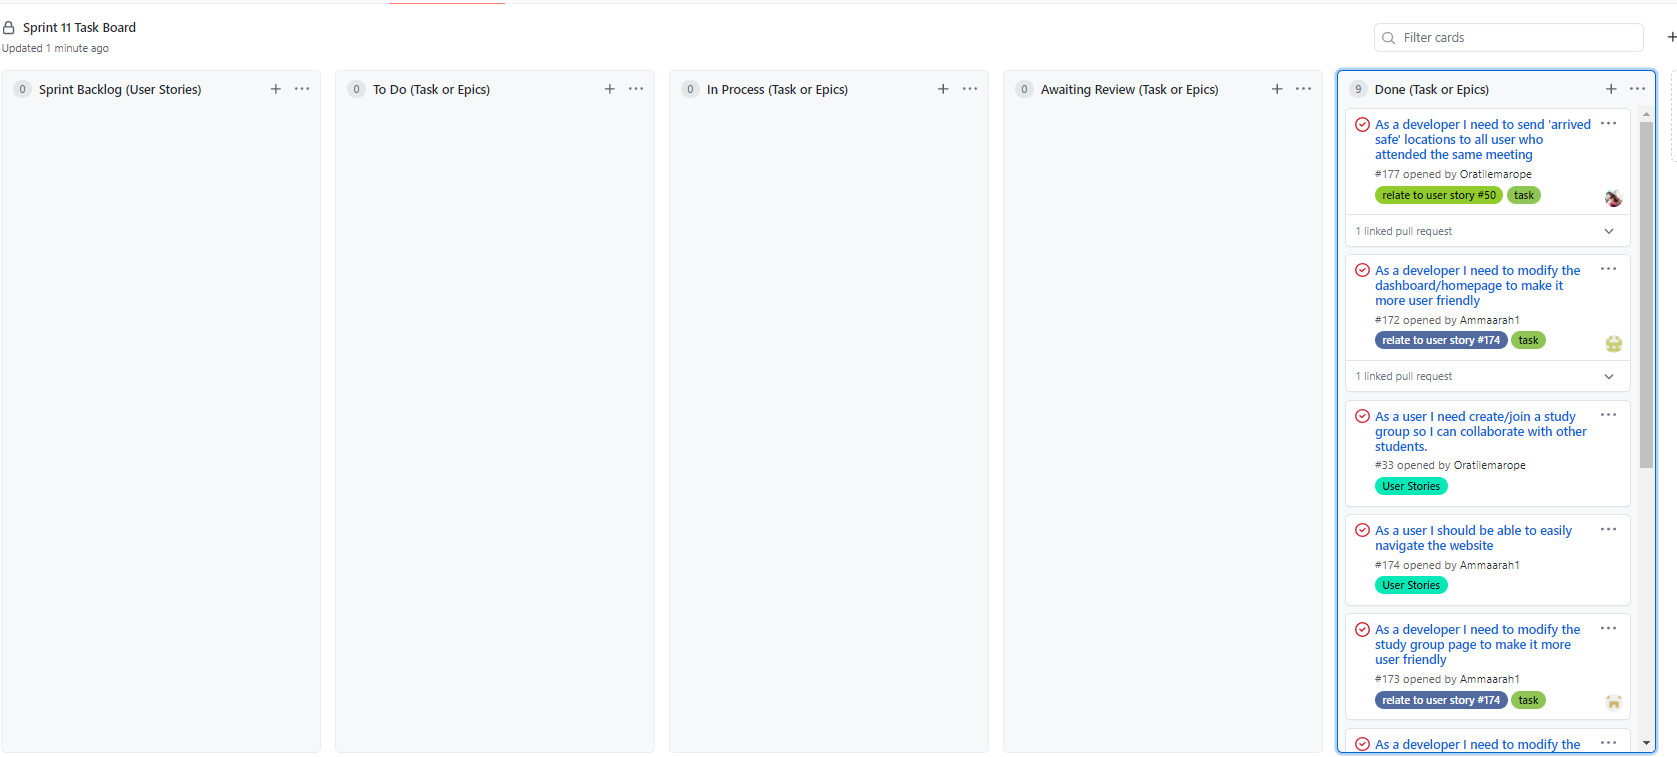 Sprint 11 Task Board
Updated 1 minute ago
Filter cards
0 Sprint Backlog (User Stories)
0 To Do (Task or Epics)
0 In Process (Task or Epics)
0 Awaiting Review (Task or Epics)
9 Done (Task or Epics)
As a developer I need to send 'arrived
safe' locations to all user who
attended the same meeting
#177 opened by Oratilemarope
relate to user story #50 task
1 linked pull request
As a developer I need to modify the
dashboard/homepage to make it
more user friendly
#172 opened by Ammaarah1
relate to user story #174 task
1 linked pull request
As a user I need create/join a study
group so I can collaborate with other
students.
#33 opened by Oratilemarope
User Stories
As a user I should be able to easily
navigate the website
#174 opened by Ammaarah1
User Stories
As a developer I need to modify the
study group page to make it more
user friendly
#173 opened by Ammaarah1
relate to user story #174 task
As a developer I need to modify the